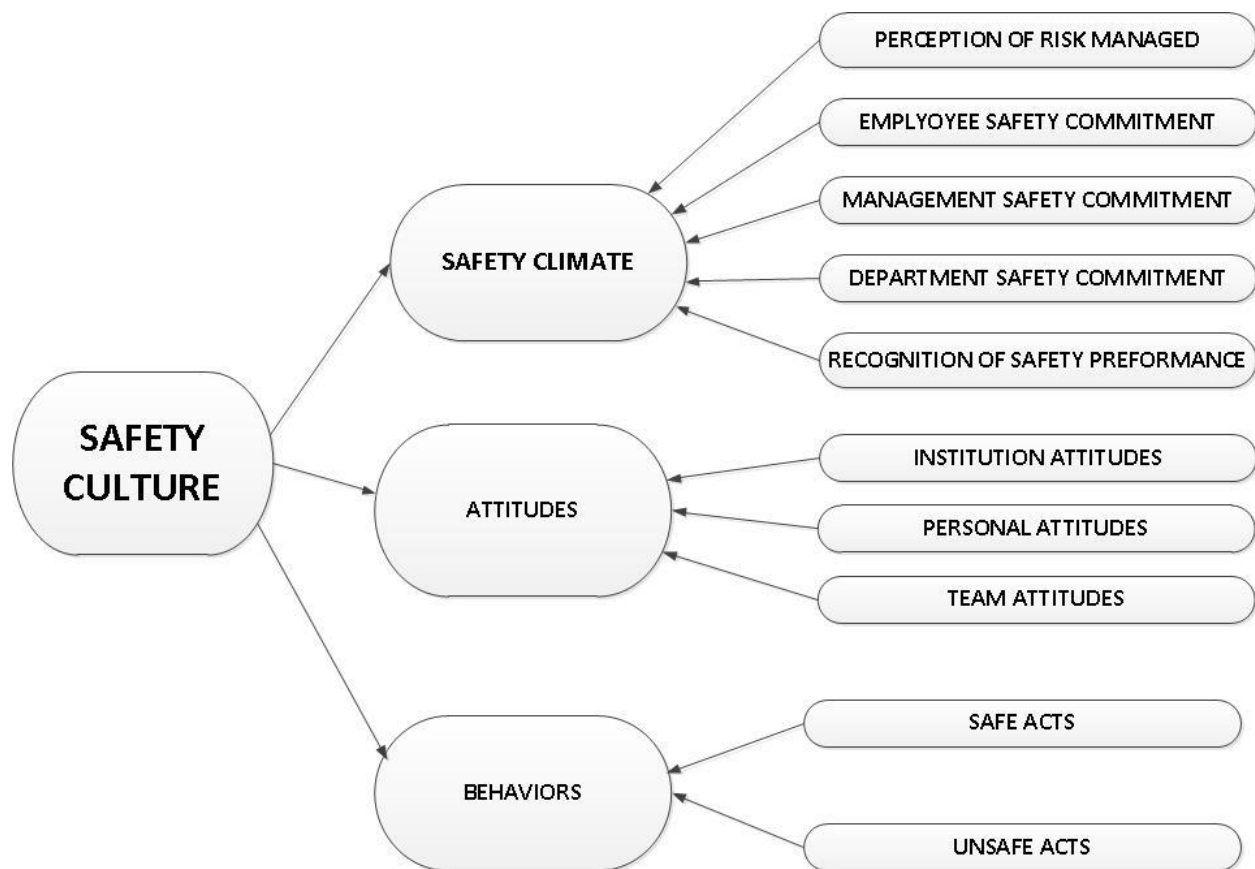 PERCEPTION OF RISK MANAGED
EMPLYOYEE SAFETY COMMITMENT
MANAGEMENT SAFETY COMMITMENT
SAFETY CLIMATE
DEPARTMENT SAFETY COMMITMENT
RECOGNITION OF SAFETY PREFORMANCE
SAFETY
CULTURE
INSTITUTION ATTITUDES
ATTITUDES
PERSONAL ATTITUDES
TEAM ATTITUDES
SAFE ACTS
BEHAVIORS
UNSAFE ACTS